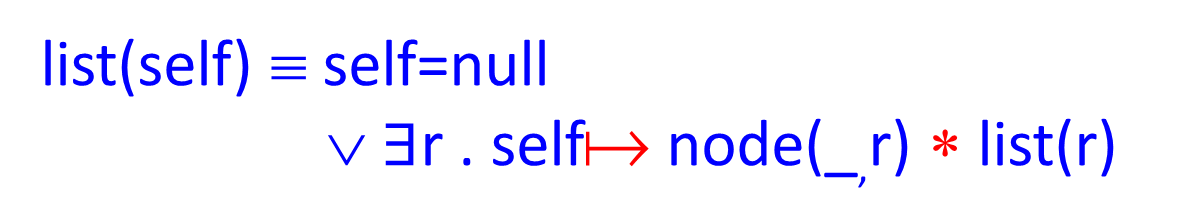 list(self) ≡ self=null
∨ ∃r . self↦ node(_,r) * list(r)